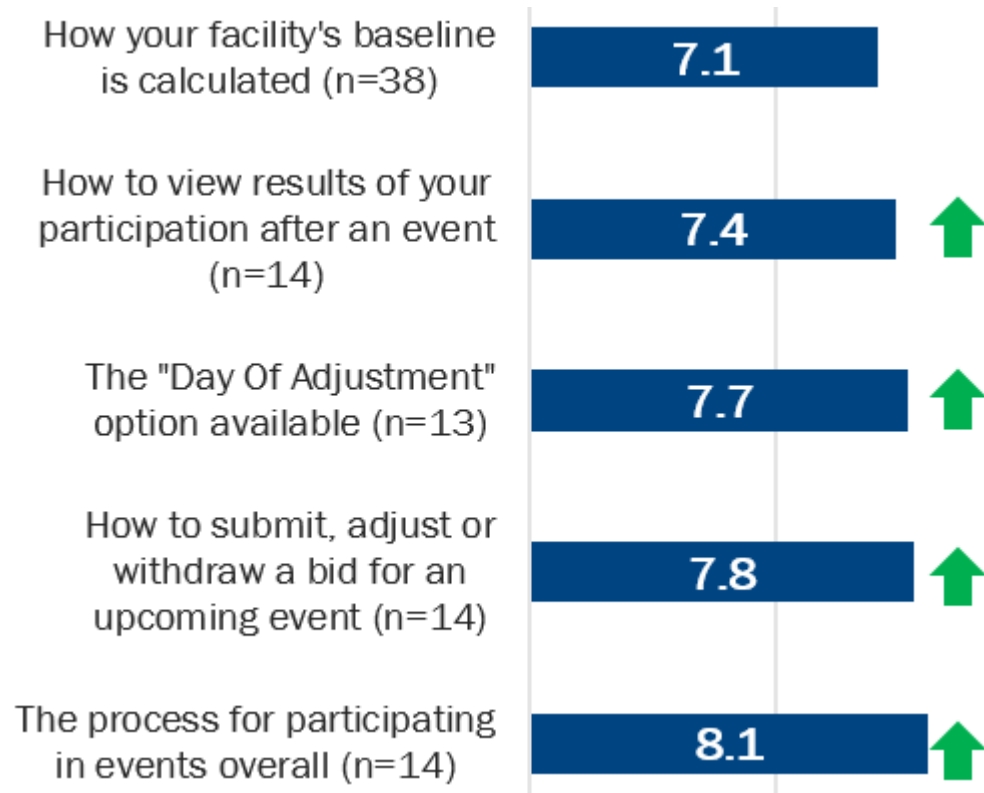 How your facility's baseline
is calculated (n=38)
7.1
How to view results of your
participation after an event
(n=14)
7.4
The "Day Of Adjustment"
option available (n=13)
7.7
How to submit, adjust or
withdraw a bid for an
upcoming event (n=14)
7.8
The process for participating
in events overall (n=14)
8.1